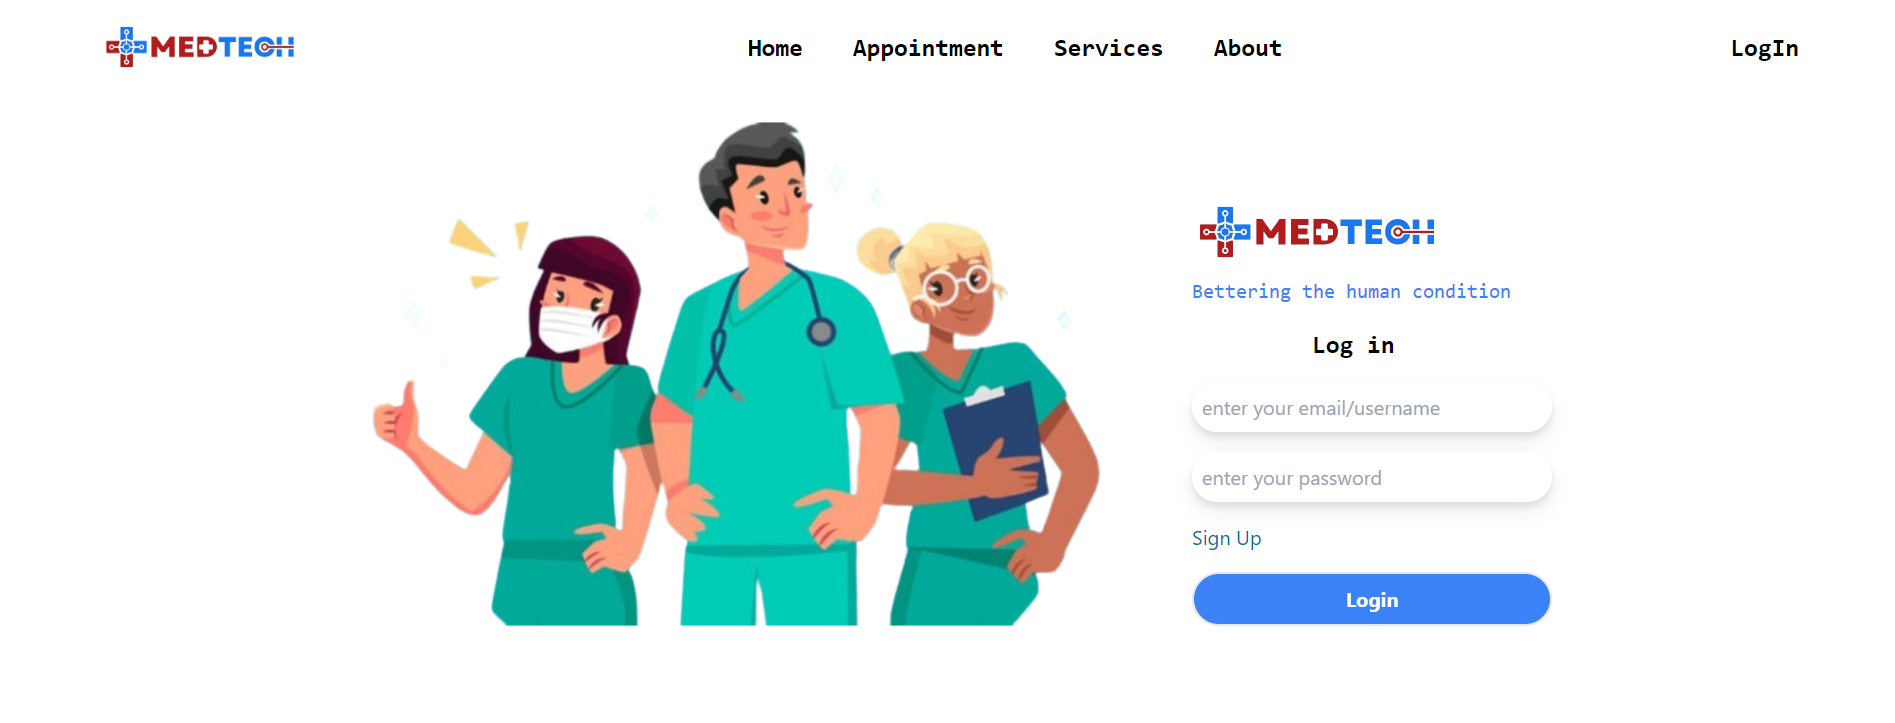 MEDTECH
Home Appointment Services About LogIn
MEDTECH
Bettering the human condition
Log in
enter your email/username
enter your password
Sign Up
Login